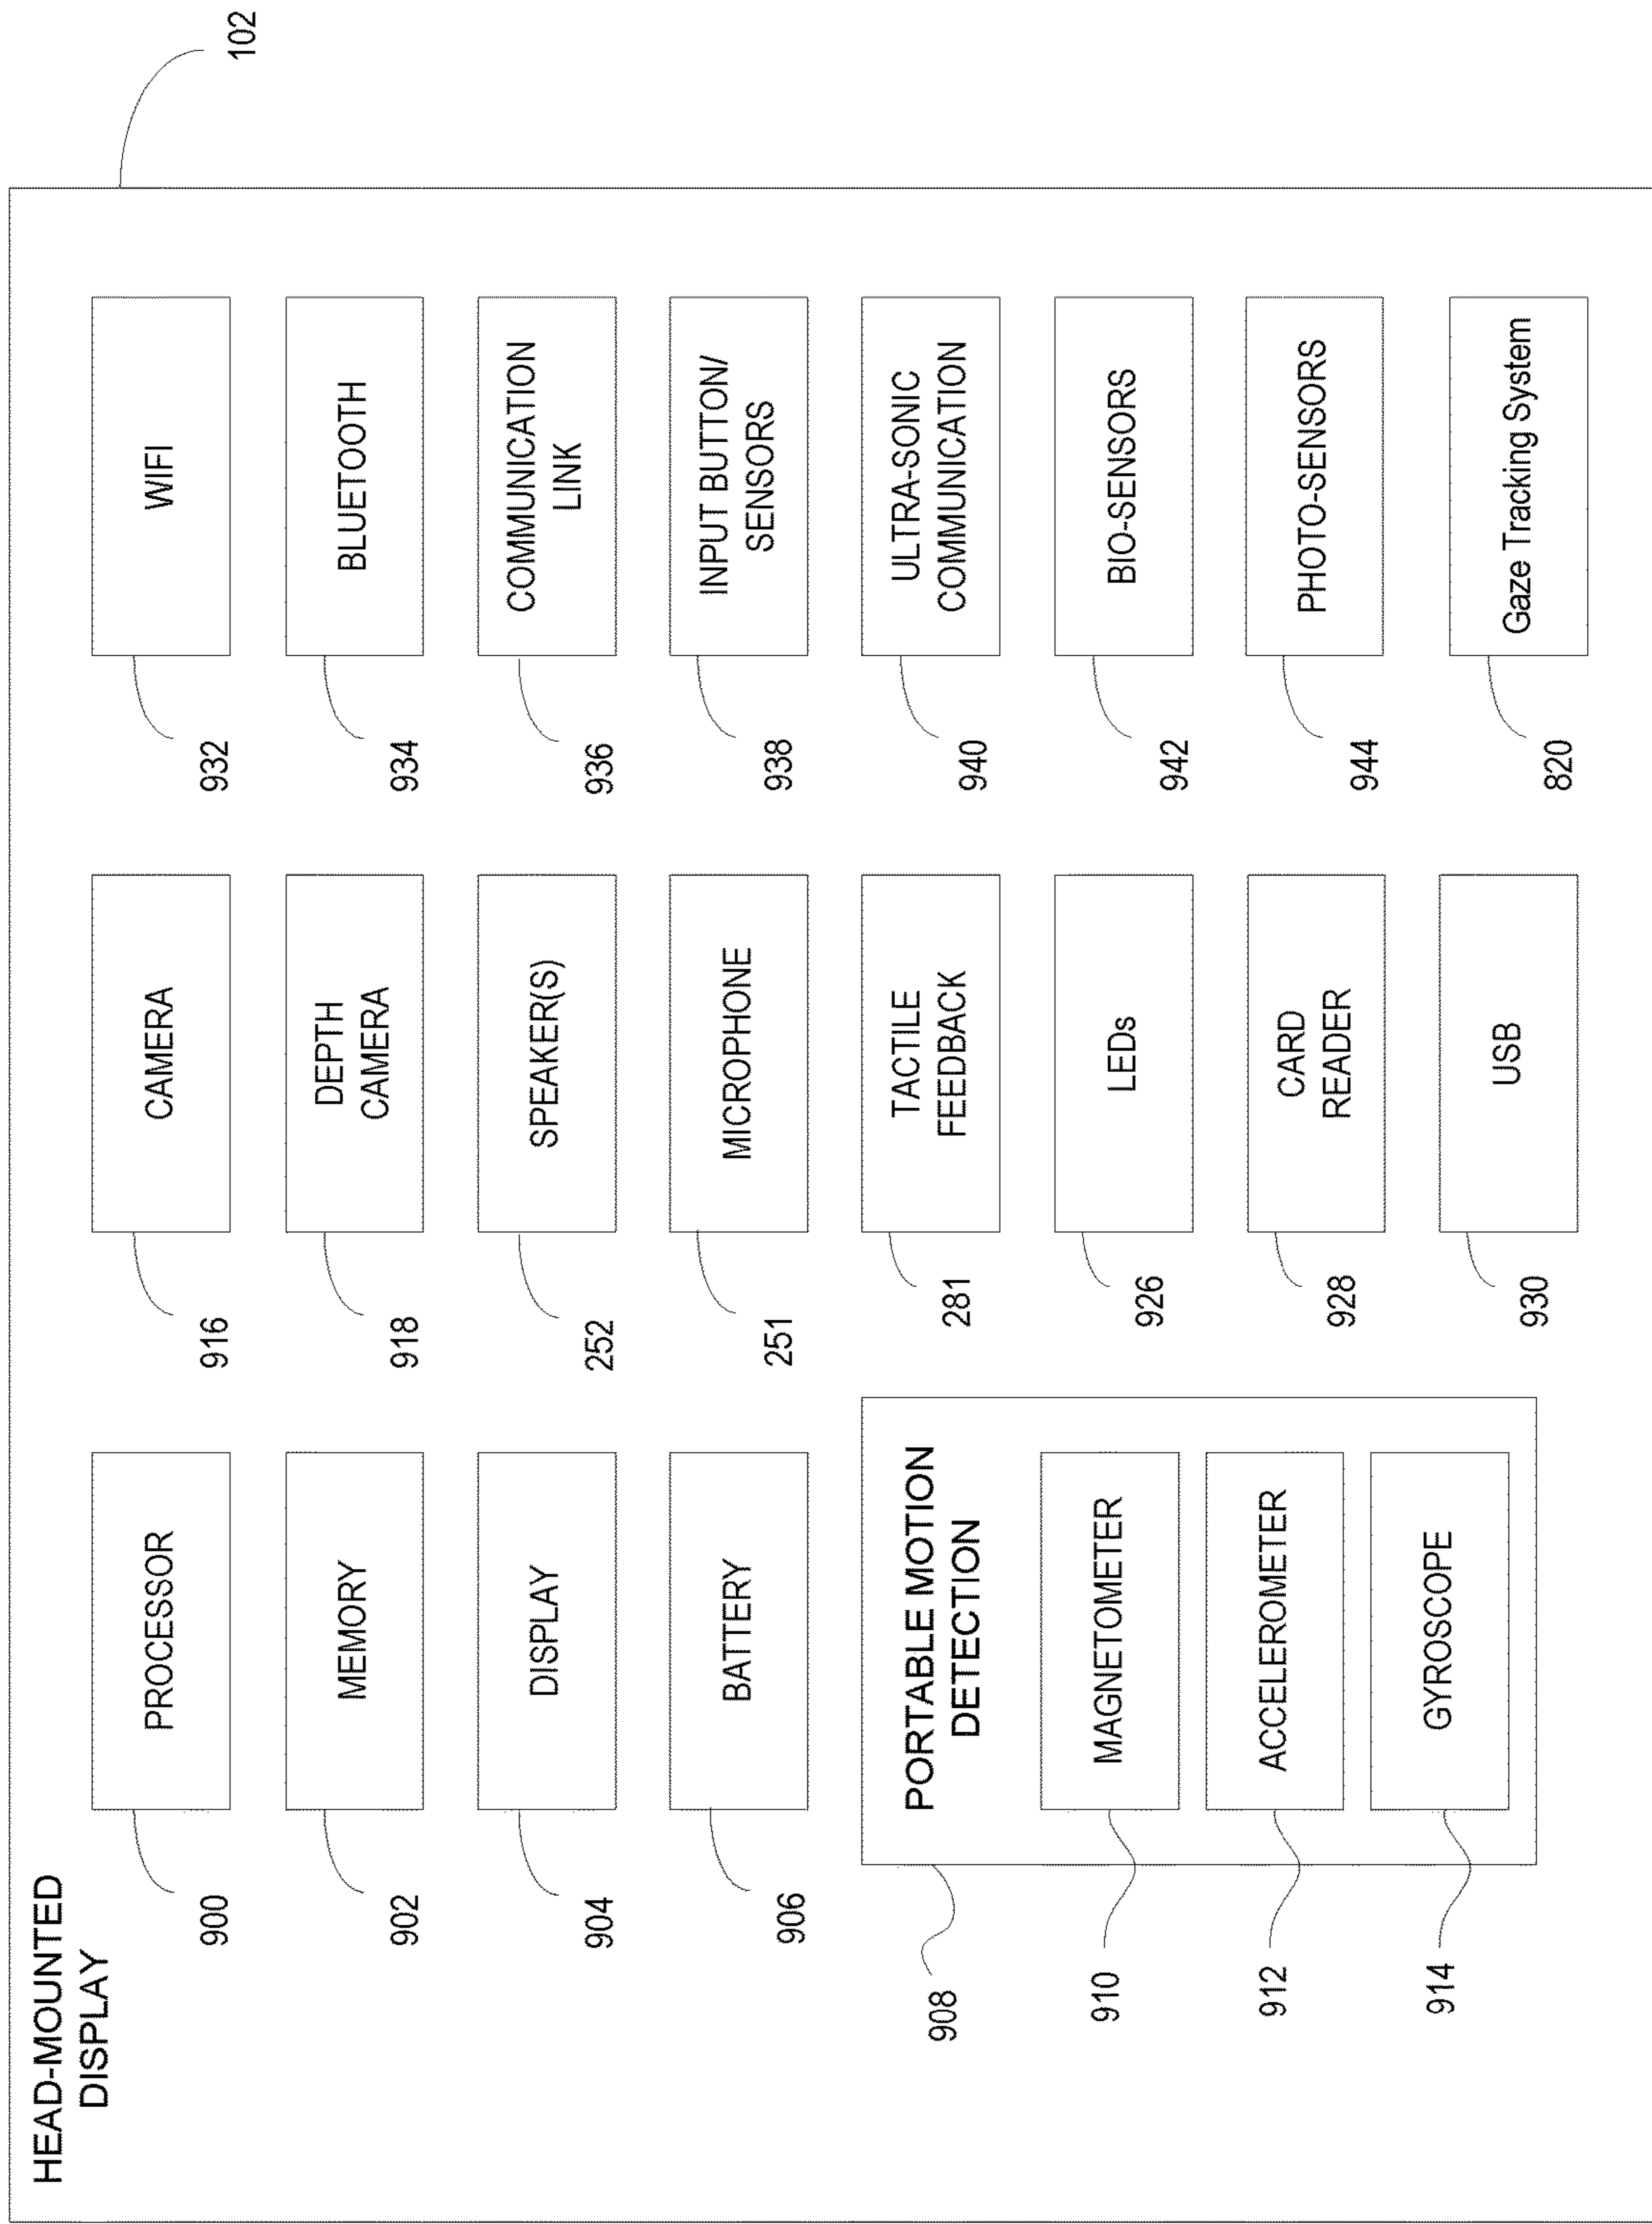 HEAD-MOUNTED
DISPLAY
102
900
PROCESSOR
902
MEMORY
904
DISPLAY
906
BATTERY
908
PORTABLE MOTION
DETECTION
910
MAGNETOMETER
912
ACCELEROMETER
914
GYROSCOPE
916
CAMERA
918
DEPTH
CAMERA
252
SPEAKER(S)
251
MICROPHONE
281
TACTILE
FEEDBACK
926
LEDs
928
CARD
READER
930
USB
932
WIFI
934
BLUETOOTH
936
COMMUNICATION
LINK
938
INPUT BUTTON/
SENSORS
940
ULTRA-SONIC
COMMUNICATION
942
BIO-SENSORS
944
PHOTO-SENSORS
820
Gaze Tracking System